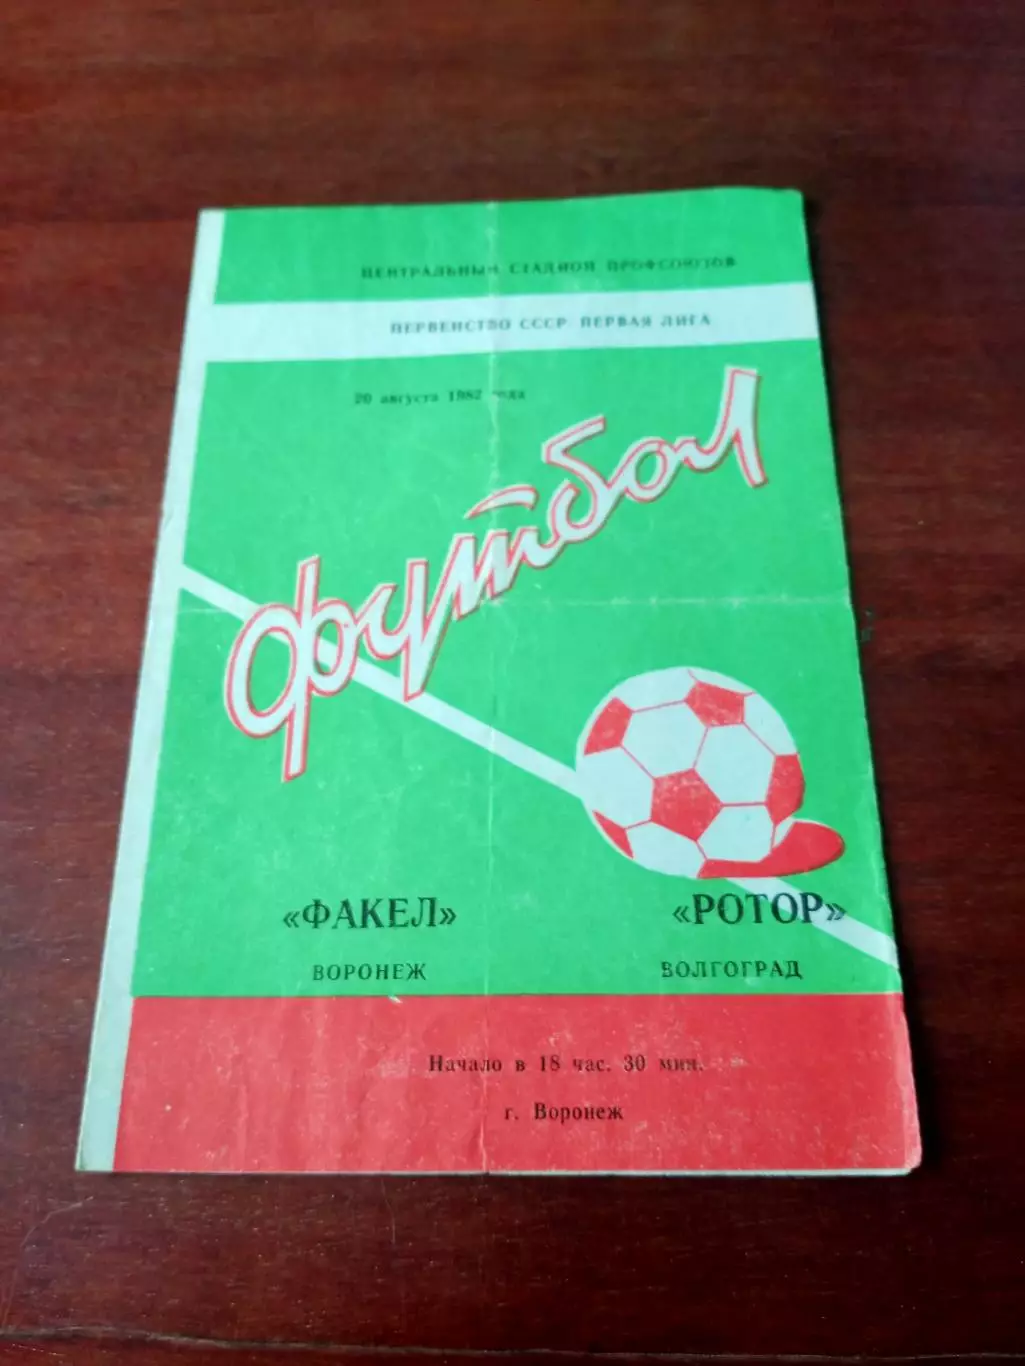 ЦЕНТРАЛЬНЫЙ СТАДИОН ПРОФСОЮЗОВ
ПЕРВЕНСТВО СССР. ПЕРВАЯ ЛИГА
20 августа 1982 года
футбол
«ФАКЕЛ» «РОТОР»
ВОРОНЕЖ ВОЛГОГРАД
Начало в 18 час. 30 мин.
г. Воронеж